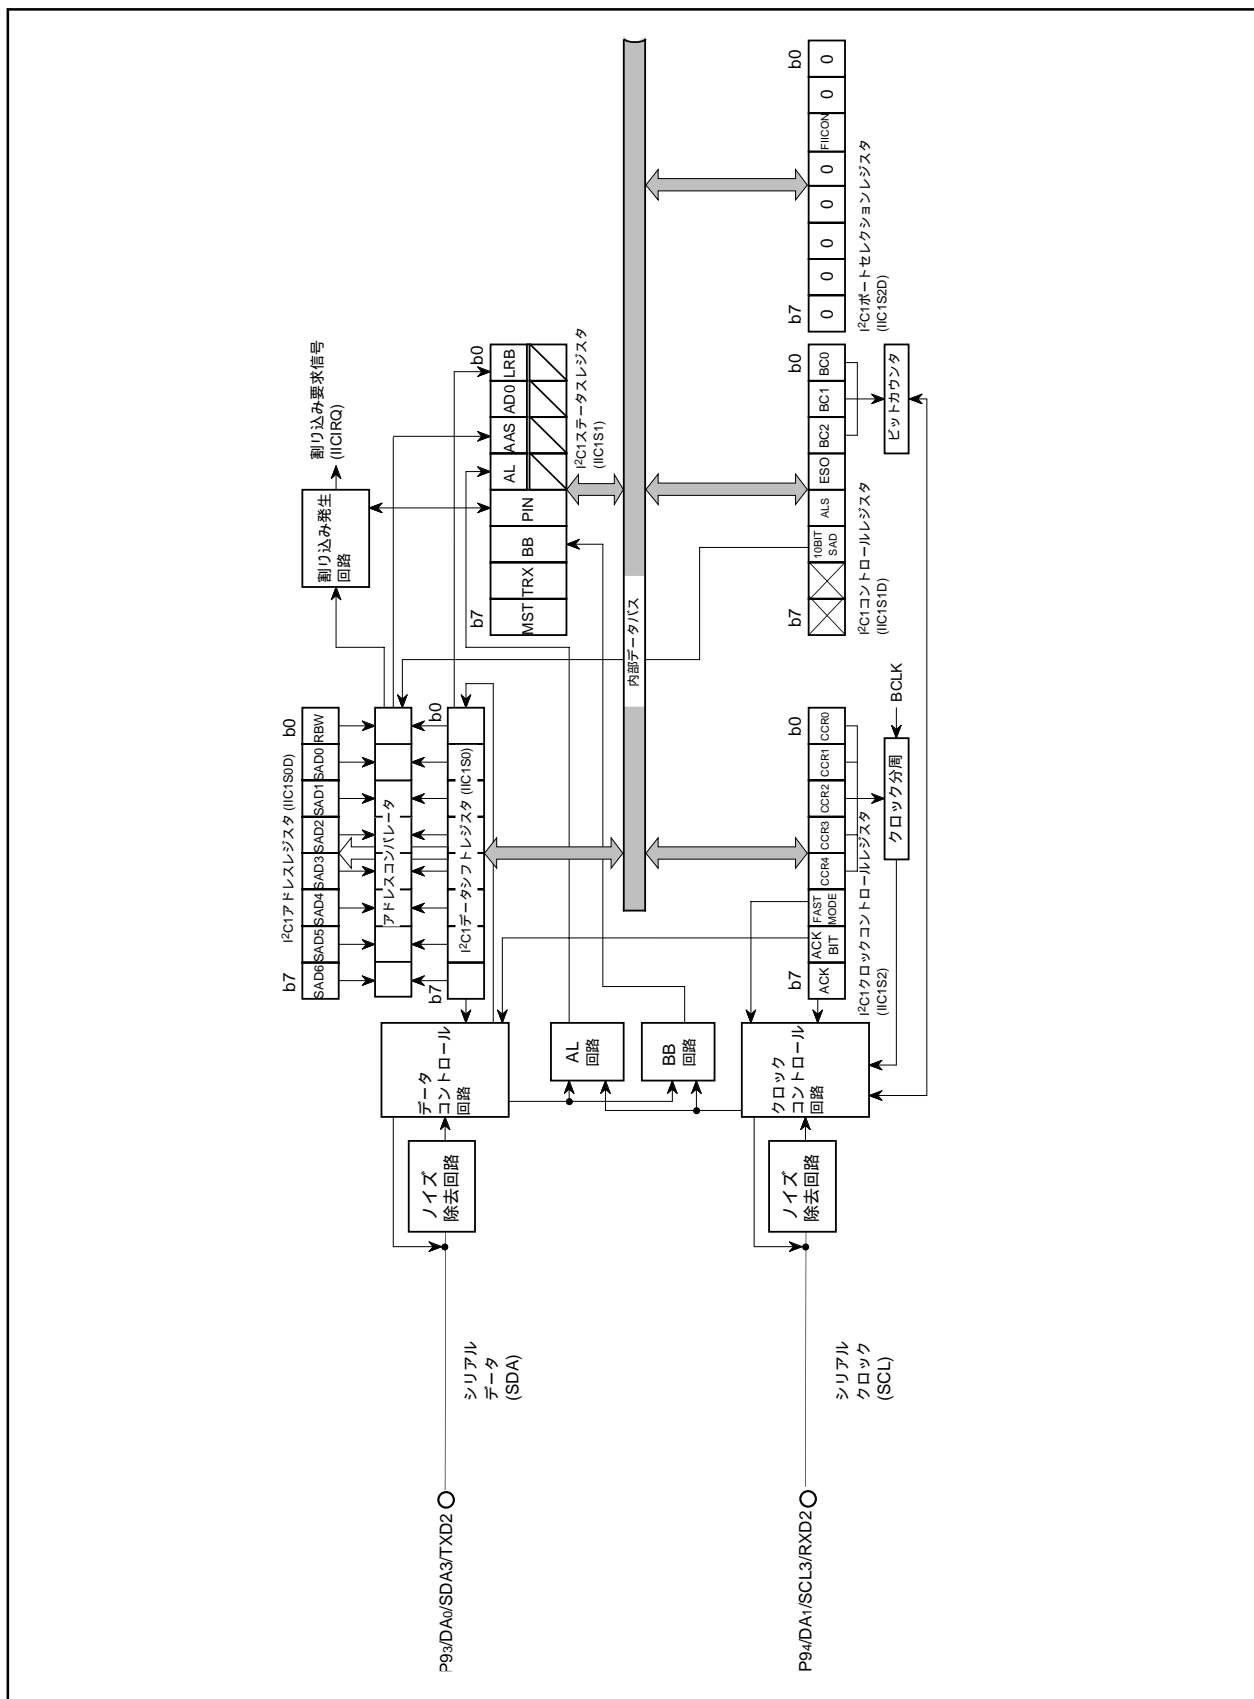 P93/DA0/SDA3/TXD2
シリアル
データ
(SDA)
ノイズ
除去回路
データ
コントロール
回路
I²C1アドレスレジスタ (IIC1S0D)
b7
b0
SAD6 SAD5 SAD4 SAD3 SAD2 SAD1 SAD0 RBW
アドレスコンパレータ
b7
b0
I²C1データシフトレジスタ (IIC1S0)
割り込み発生
回路
割り込み要求信号
(IICIRQ)
b7
b0
MST TRX BB PIN AL AAS AD0 LRB
I²C1ステータスレジスタ
(IIC1S1)
AL
回路
BB
回路
内部データバス
P94/DA1/SCL3/RXD2
シリアル
クロック
(SCL)
ノイズ
除去回路
クロック
コントロール
回路
b7
b0
ACK
ACK
BIT
FAST
MODE
CCR4 CCR3 CCR2 CCR1 CCR0
I²C1クロックコントロールレジスタ
(IIC1S2)
クロック分周
BCLK
b7
b0
10BIT
SAD
ALS ESO BC2 BC1 BC0
I²C1コントロールレジスタ
(IIC1S1D)
ビットカウンタ
b7
b0
0 0 0 0 0 FIICON 0 0
I²C1ポートセレクションレジスタ
(IIC1S2D)